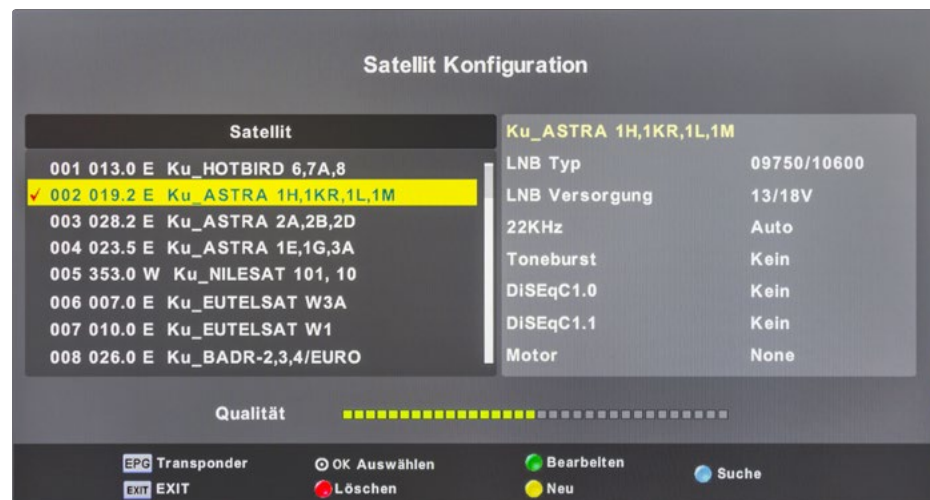 Satellit Konfiguration
Satellit
001 013.0 E Ku_HOTBIRD 6,7A,8
002 019.2 E Ku_ASTRA 1H,1KR,1L,1M
003 028.2 E Ku_ASTRA 2A,2B,2D
004 023.5 E Ku_ASTRA 1E,1G,3A
005 353.0 W Ku_NILESAT 101, 10
006 007.0 E Ku_EUTELSAT W3A
007 010.0 E Ku_EUTELSAT W1
008 026.0 E Ku_BADR-2,3,4/EURO
Ku_ASTRA 1H,1KR,1L,1M
LNB Typ 09750/10600
LNB Versorgung 13/18V
22KHz Auto
Toneburst Kein
DiSEqC1.0 Kein
DiSEqC1.1 Kein
Motor None
Qualität
EPG Transponder OK Auswählen Bearbeiten Suche
EXIT EXIT Löschen Neu